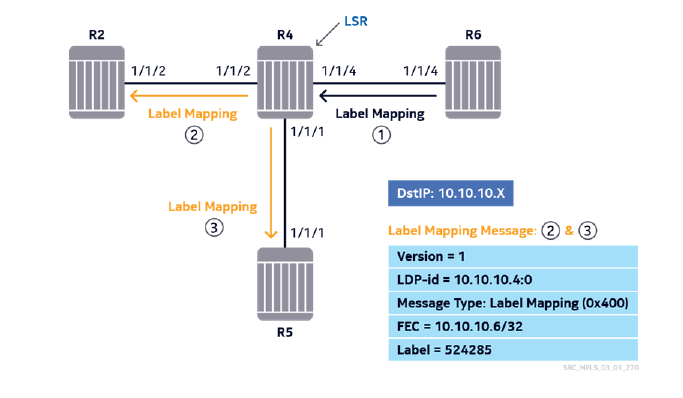 LSR
R2
R4
R6
1/1/2
1/1/2
1/1/4
1/1/4
Label Mapping
2
Label Mapping
1
1/1/1
Label Mapping
3
1/1/1
R5
DstIP: 10.10.10.X
Label Mapping Message: 2 & 3
Version = 1
LDP-id = 10.10.10.4:0
Message Type: Label Mapping (0x400)
FEC = 10.10.10.6/32
Label = 524285
SRC_MPLS_03_01_270